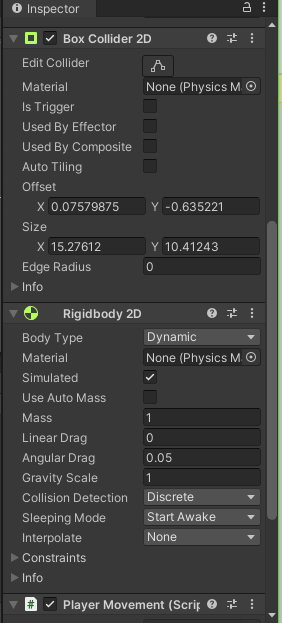 Inspector
Box Collider 2D
Edit Collider
Material None (Physics M
Is Trigger
Used By Effector
Used By Composite
Auto Tiling
Offset
X 0.07579875 Y -0.635221
Size
X 15.27612 Y 10.41243
Edge Radius 0
Info
Rigidbody 2D
Body Type Dynamic
Material None (Physics M
Simulated
Use Auto Mass
Mass 1
Linear Drag 0
Angular Drag 0.05
Gravity Scale 1
Collision Detection Discrete
Sleeping Mode Start Awake
Interpolate None
Constraints
Info
# Player Movement (Scrip